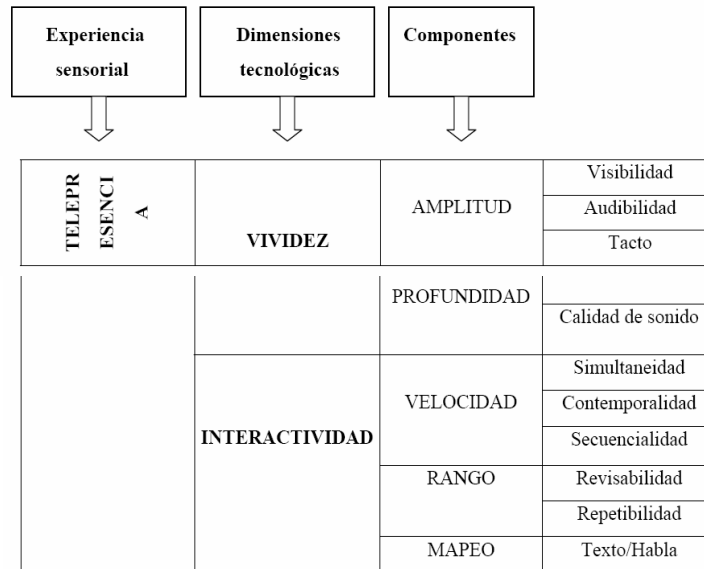 Experiencia
sensorial
Dimensiones
tecnológicas
Componentes
TELEPR
ESENCI
A
VIVIDEZ
AMPLITUD
Visibilidad
Audibilidad
Tacto
PROFUNDIDAD
Calidad de sonido
INTERACTIVIDAD
VELOCIDAD
Simultaneidad
Contemporalidad
Secuencialidad
RANGO
Revisabilidad
Repetibilidad
MAPEO
Texto/Habla